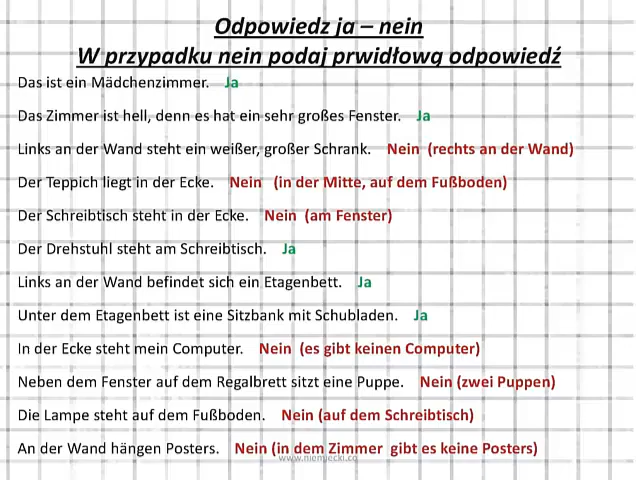 Odpowiedz ja – nein
W przypadku nein podaj prwidłową odpowiedź
Das ist ein Mädchenzimmer. Ja
Das Zimmer ist hell, denn es hat ein sehr großes Fenster. Ja
Links an der Wand steht ein weißer, großer Schrank. Nein (rechts an der Wand)
Der Teppich liegt in der Ecke. Nein (in der Mitte, auf dem Fußboden)
Der Schreibtisch steht in der Ecke. Nein (am Fenster)
Der Drehstuhl steht am Schreibtisch. Ja
Links an der Wand befindet sich ein Etagenbett. Ja
Unter dem Etagenbett ist eine Sitzbank mit Schubladen. Ja
In der Ecke steht mein Computer. Nein (es gibt keinen Computer)
Neben dem Fenster auf dem Regalbrett sitzt eine Puppe. Nein (zwei Puppen)
Die Lampe steht auf dem Fußboden. Nein (auf dem Schreibtisch)
An der Wand hängen Posters. Nein (in dem Zimmer gibt es keine Posters)